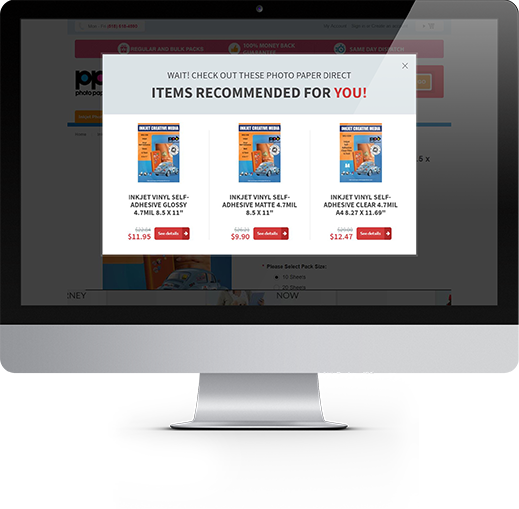 REGULAR AND BULK PACKS
100% MONEY BACK
GUARANTEE
SAME DAY DISPATCH
WAIT! CHECK OUT THESE PHOTO PAPER DIRECT
ITEMS RECOMMENDED FOR YOU!
INKJET CREATIVE MEDIA
INKJET CREATIVE MEDIA
INKJET CREATIVE MEDIA
INKJET VINYL SELF-
ADHESIVE GLOSSY
4.7MIL 8.5 X 11"
$11.95
See details
INKJET VINYL SELF-
ADHESIVE MATTE 4.7MIL
8.5 X 11"
$9.90
See details
INKJET VINYL SELF-
ADHESIVE CLEAR 4.7MIL
A4 8.27 X 11.69"
$12.47
See details
photo pap
.5 x
* Please Select Pack Size:
10 Sheets
20 Sheets
RNEY
NOW